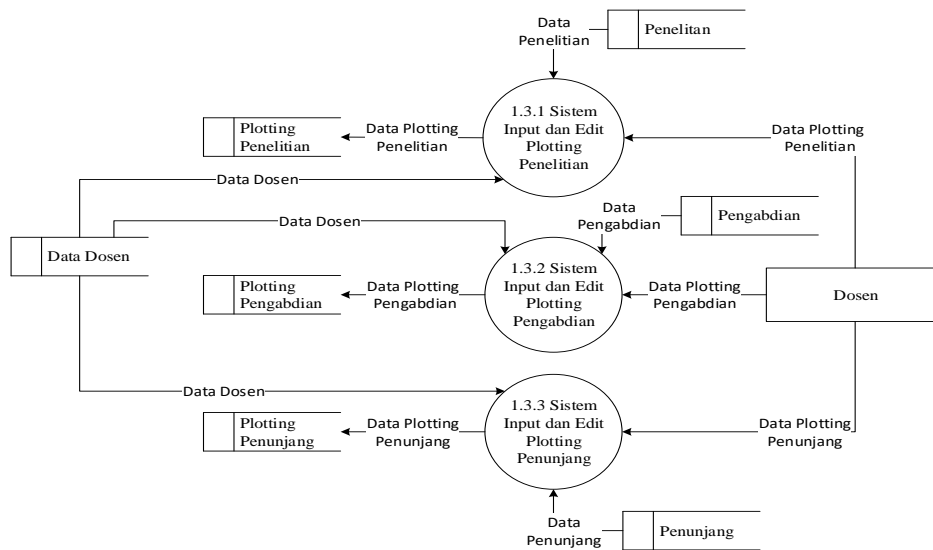 Data
Penelitian
Penelitan
1.3.1 Sistem
Input dan Edit
Plotting
Penelitian
Plotting
Penelitian
Data Plotting
Penelitian
Data Plotting
Penelitian
Data Dosen
Data Dosen
Data
Pengabdian
Pengabdian
Data Dosen
1.3.2 Sistem
Input dan Edit
Plotting
Pengabdian
Plotting
Pengabdian
Data Plotting
Pengabdian
Data Plotting
Pengabdian
Dosen
Data Dosen
1.3.3 Sistem
Input dan Edit
Plotting
Penunjang
Plotting
Penunjang
Data Plotting
Penunjang
Data Plotting
Penunjang
Data
Penunjang
Penunjang